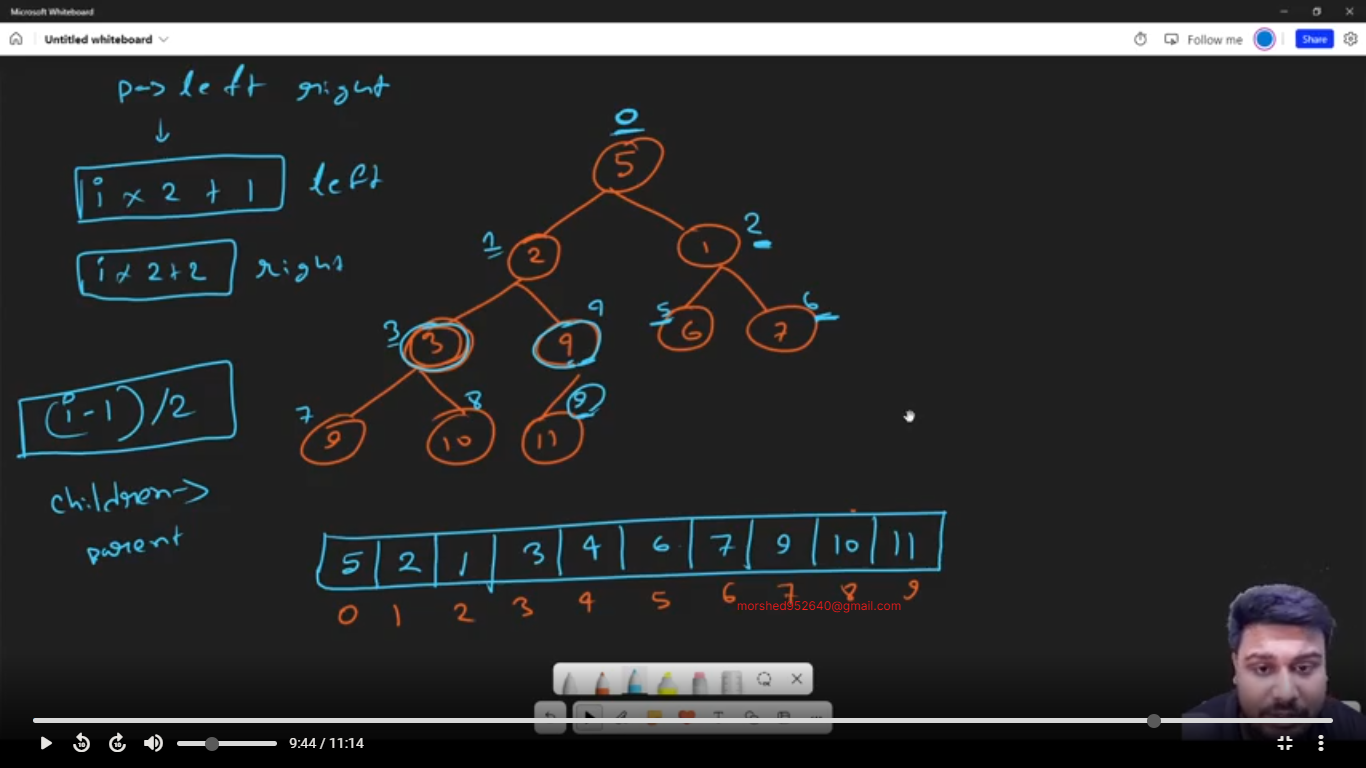 Microsoft Whiteboard
Untitled whiteboard
Follow me
Share
p-> left right
↓
i × 2 + 1 left
i × 2 + 2 right
(i - 1) / 2
children->
parent
0
5
1 2
2 1
3 3
4 9
5 6
6 7
7 9
8 10
9 11
5 2 1 3 4 6 7 9 10 11
0 1 2 3 4 5 6 7 8 9
morshed952640@gmail.com
10 10
9:44 / 11:14